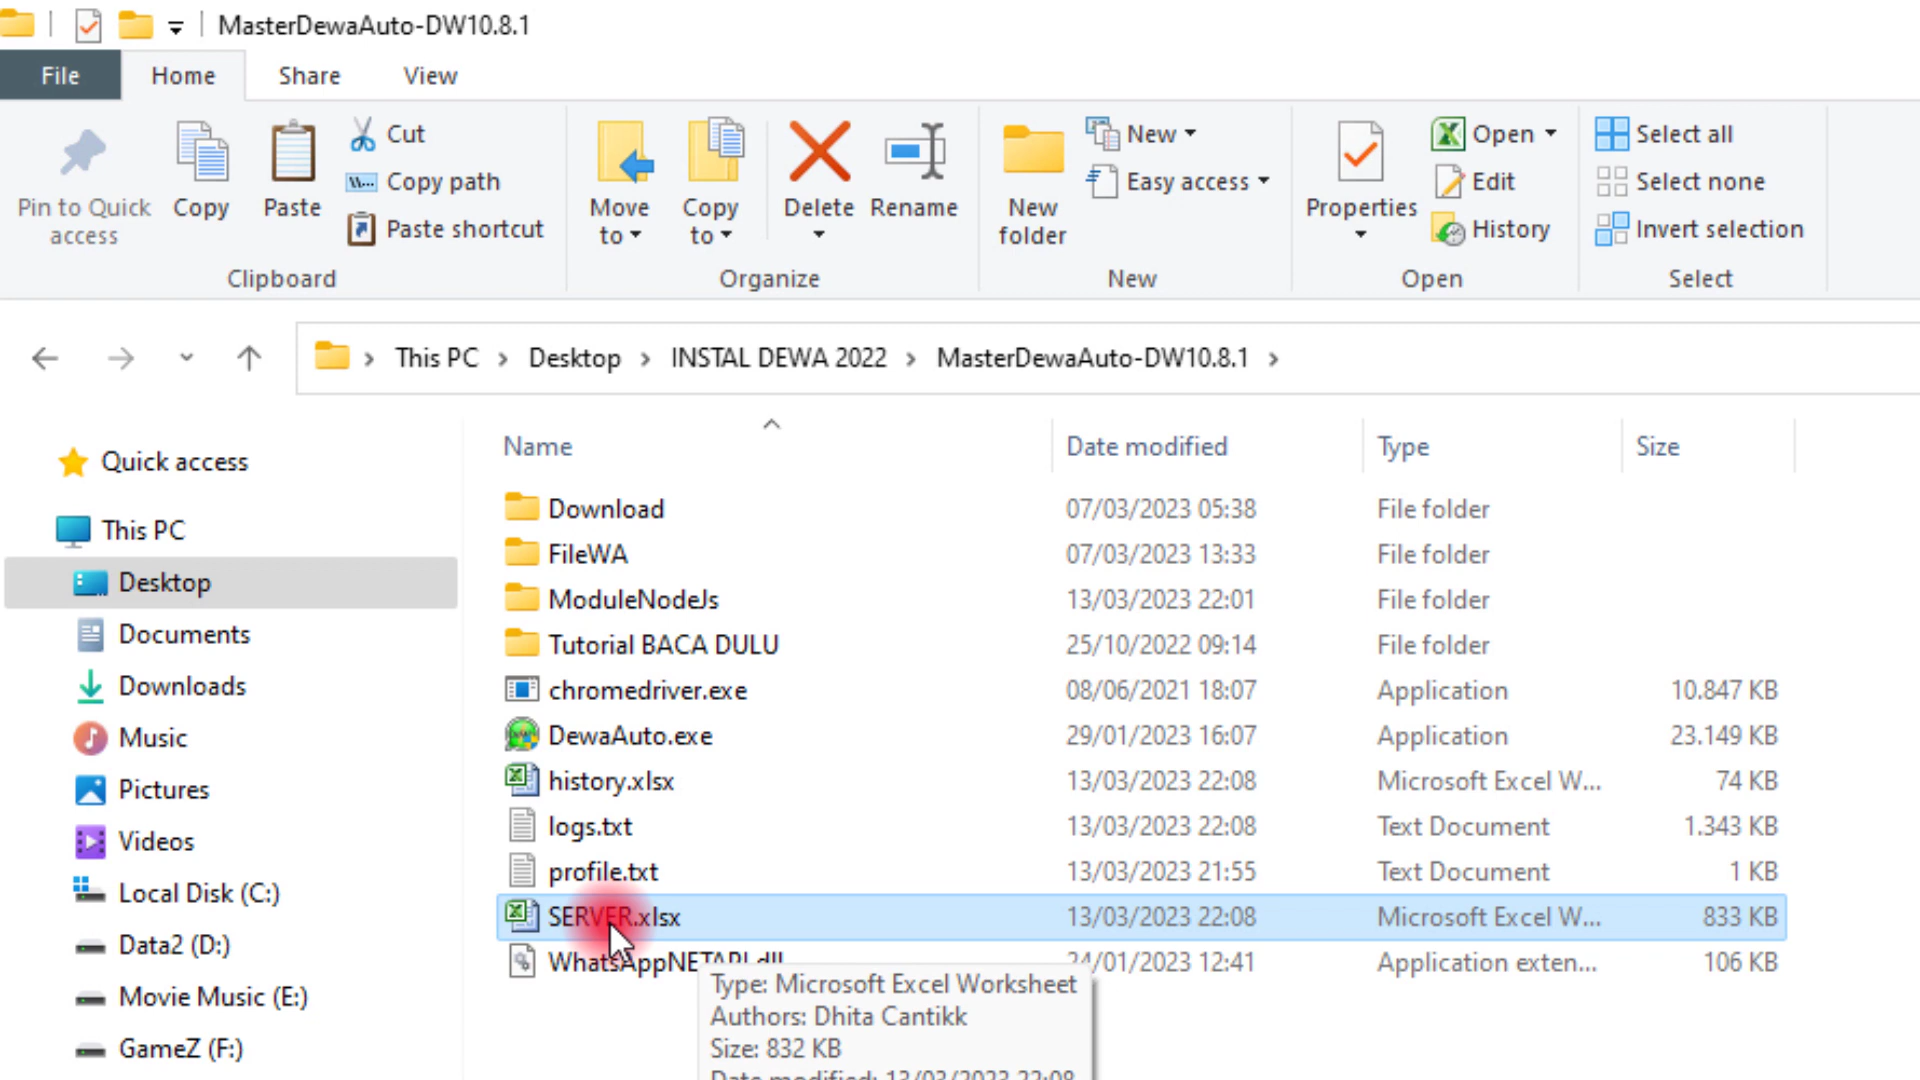 MasterDewaAuto-DW10.8.1
File
Home
Share
View
Pin to Quick
access
Copy
Paste
Cut
Copy path
Paste shortcut
Clipboard
Move
to
Copy
to
Delete
Rename
Organize
New
folder
New
Easy access
New
Properties
Open
Edit
History
Open
Select all
Select none
Invert selection
Select
This PC > Desktop > INSTAL DEWA 2022 > MasterDewaAuto-DW10.8.1 >
Quick access
This PC
Desktop
Documents
Downloads
Music
Pictures
Videos
Local Disk (C:)
Data2 (D:)
Movie Music (E:)
GameZ (F:)
Name Date modified Type Size
Download 07/03/2023 05:38 File folder
FileWA 07/03/2023 13:33 File folder
ModuleNodeJs 13/03/2023 22:01 File folder
Tutorial BACA DULU 25/10/2022 09:14 File folder
chromedriver.exe 08/06/2021 18:07 Application 10.847 KB
DewaAuto.exe 29/01/2023 16:07 Application 23.149 KB
history.xlsx 13/03/2023 22:08 Microsoft Excel W... 74 KB
logs.txt 13/03/2023 22:08 Text Document 1.343 KB
profile.txt 13/03/2023 21:55 Text Document 1 KB
SERVER.xlsx 13/03/2023 22:08 Microsoft Excel W... 833 KB
WhatsAppNETAPI.dll 24/01/2023 12:41 Application exten... 106 KB
Type: Microsoft Excel Worksheet
Authors: Dhita Cantikk
Size: 832 KB
Date modified: 13/03/2023 22:08